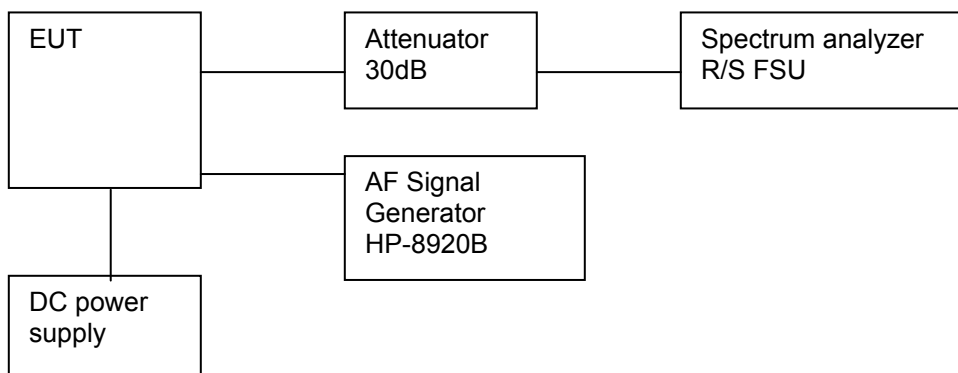 EUT
Attenuator
30dB
Spectrum analyzer
R/S FSU
AF Signal
Generator
HP-8920B
DC power
supply